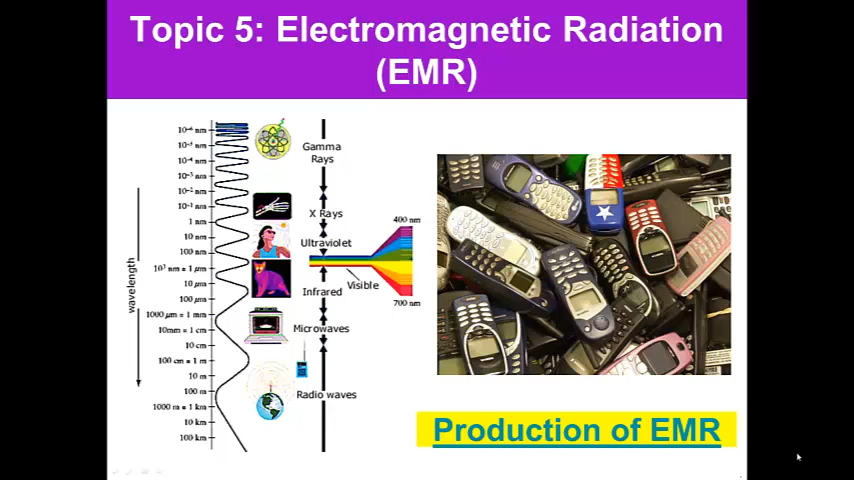 Topic 5: Electromagnetic Radiation
(EMR)
10⁻⁶ nm
10⁻⁵ nm
10⁻⁴ nm
10⁻³ nm
10⁻² nm
10⁻¹ nm
1 nm
10 nm
100 nm
10³ nm = 1 μm
10 μm
100 μm
1000 μm = 1 mm
10mm = 1 cm
10 cm
100 cm = 1 m
10 m
100 m
1000 m = 1 km
10 km
100 km
wavelength
Gamma
Rays
X Rays
Ultraviolet
Visible
Infrared
Microwaves
Radio waves
400 nm
700 nm
Production of EMR